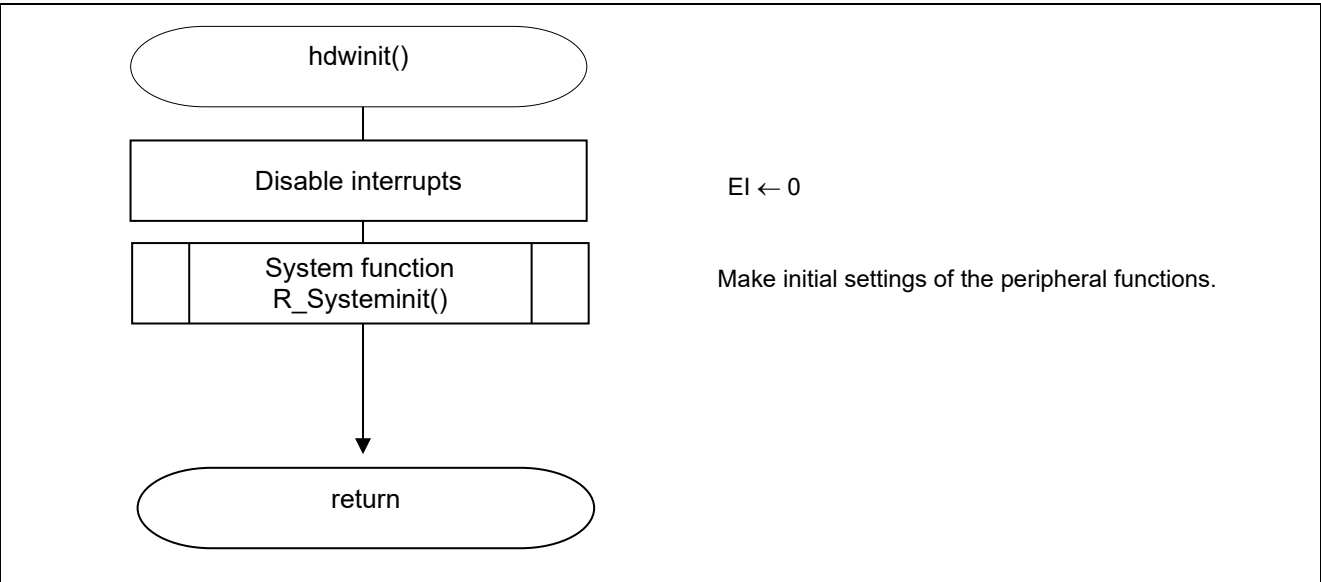 hdwinit()
Disable interrupts
EI ← 0
System function
R_Systeminit()
Make initial settings of the peripheral functions.
return